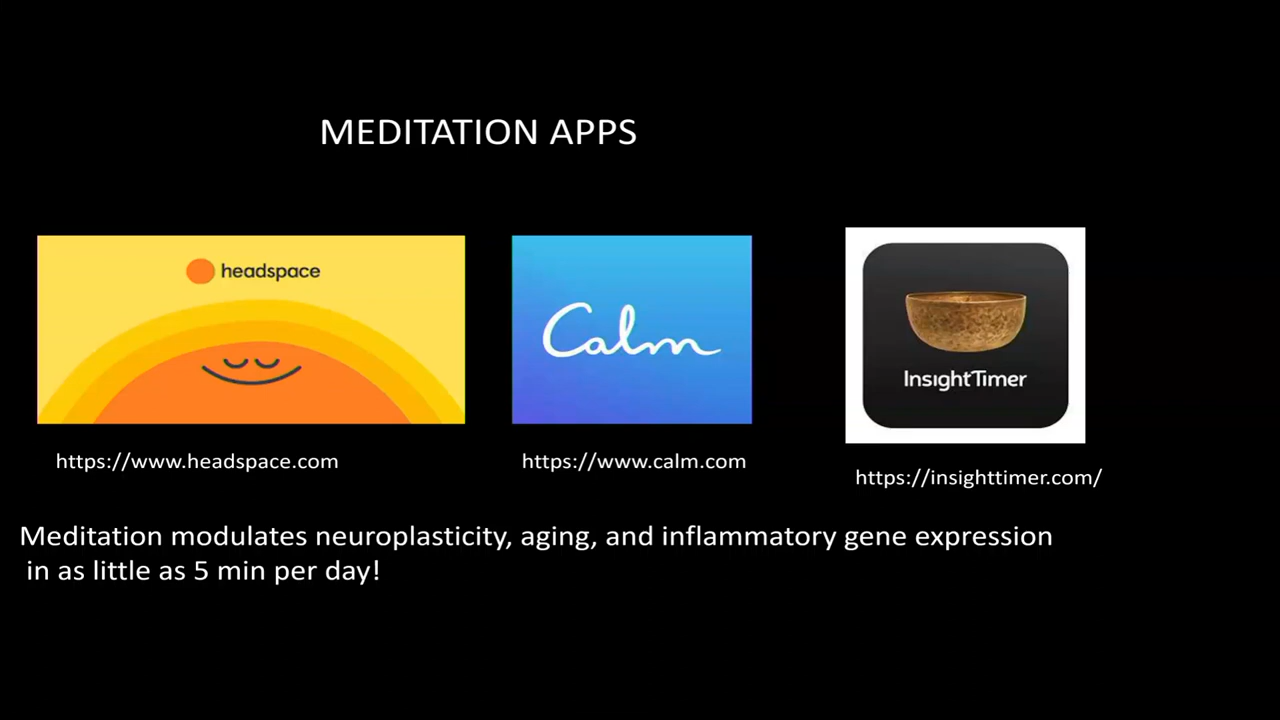 MEDITATION APPS
headspace
Calm
InsightTimer
https://www.headspace.com
https://www.calm.com
https://insighttimer.com/
Meditation modulates neuroplasticity, aging, and inflammatory gene expression
in as little as 5 min per day!